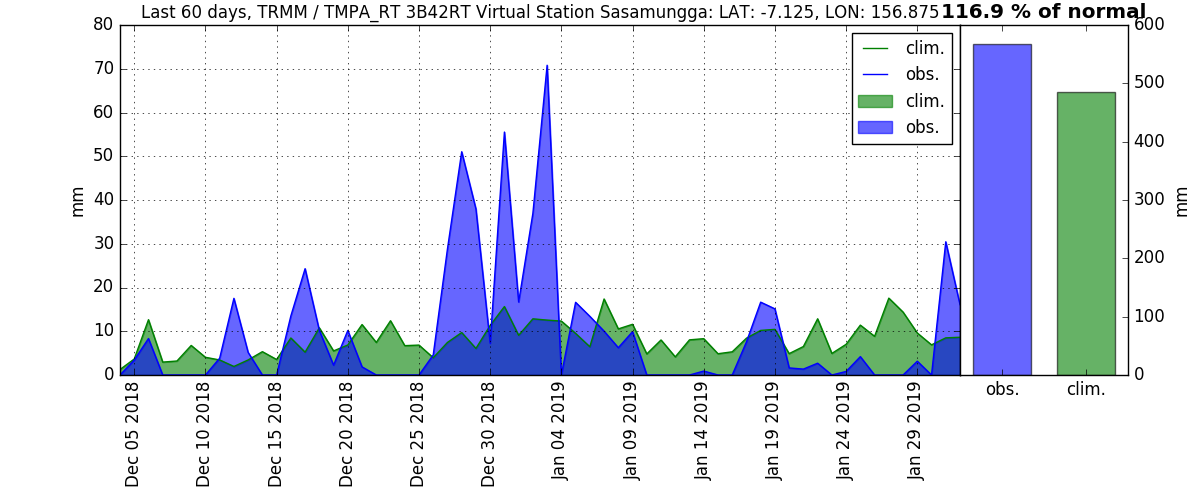 Last 60 days, TRMM / TMPA_RT 3B42RT Virtual Station Sasamungga: LAT: -7.125, LON: 156.875
116.9 % of normal
80
70
60
50
40
30
20
10
0
mm
clim.
obs.
clim.
obs.
Dec 05 2018
Dec 10 2018
Dec 15 2018
Dec 20 2018
Dec 25 2018
Dec 30 2018
Jan 04 2019
Jan 09 2019
Jan 14 2019
Jan 19 2019
Jan 24 2019
Jan 29 2019
600
500
400
300
200
100
0
mm
obs.
clim.